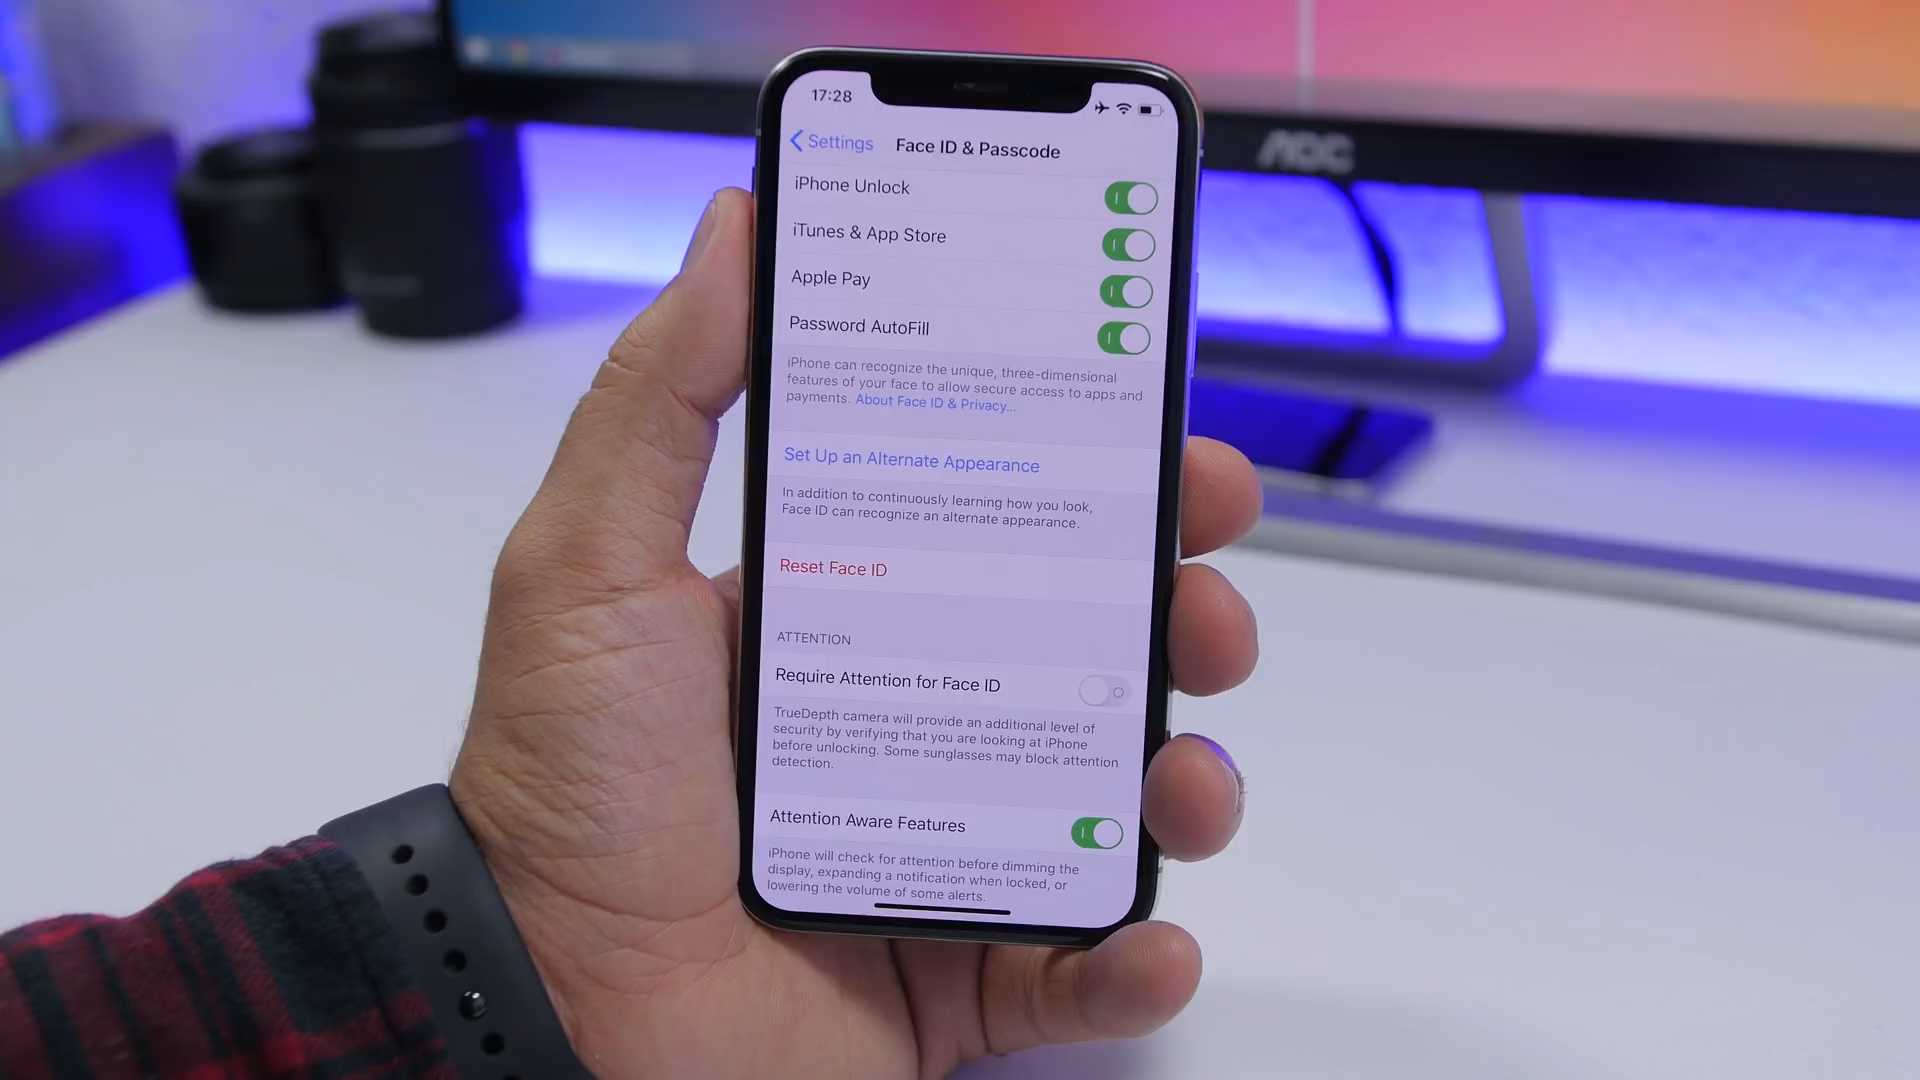 17:28
Settings
Face ID & Passcode
iPhone Unlock
iTunes & App Store
Apple Pay
Password AutoFill
iPhone can recognize the unique, three-dimensional
features of your face to allow secure access to apps and
payments. About Face ID & Privacy...
Set Up an Alternate Appearance
In addition to continuously learning how you look,
Face ID can recognize an alternate appearance.
Reset Face ID
ATTENTION
Require Attention for Face ID
TrueDepth camera will provide an additional level of
security by verifying that you are looking at iPhone
before unlocking. Some sunglasses may block attention
detection.
Attention Aware Features
iPhone will check for attention before dimming the
display, expanding a notification when locked, or
lowering the volume of some alerts.
AOC